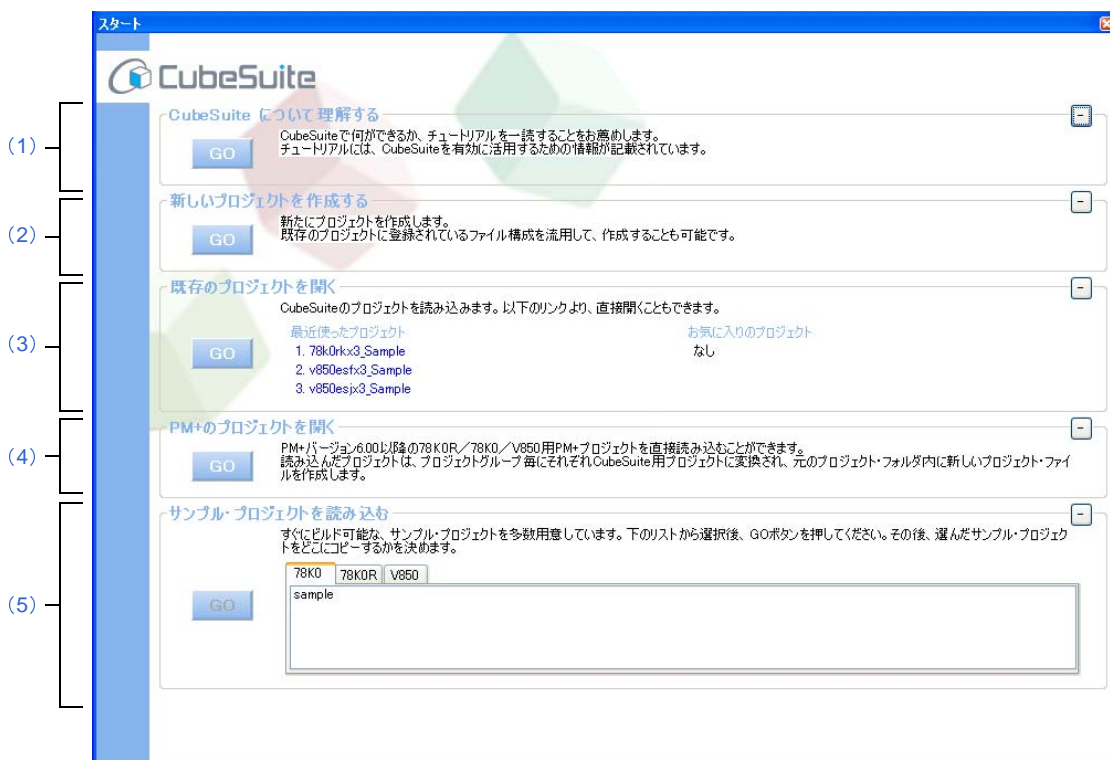 スタート
CubeSuite
(1)
CubeSuite について理解する
GO
CubeSuiteで何ができるか、チュートリアルを一読することをお薦めします。
チュートリアルには、CubeSuiteを有効に活用するための情報が記載されています。
(2)
新しいプロジェクトを作成する
GO
新たにプロジェクトを作成します。
既存のプロジェクトに登録されているファイル構成を流用して、作成することも可能です。
(3)
既存のプロジェクトを開く
GO
CubeSuiteのプロジェクトを読み込みます。以下のリンクより、直接開くこともできます。
最近使ったプロジェクト
1. 78k0rkx3_Sample
2. v850esfx3_Sample
3. v850esjx3_Sample
お気に入りのプロジェクト
なし
(4)
PM+のプロジェクトを開く
GO
PM+バージョン6.00以降の78K0R/78K0/V850用PM+プロジェクトを直接読み込むことができます。
読み込んだプロジェクトは、プロジェクトグループ毎にそれぞれCubeSuite用プロジェクトに変換され、元のプロジェクト・フォルダ内に新しいプロジェクト・ファイ
ルを作成します。
(5)
サンプル・プロジェクトを読み込む
GO
すぐにビルド可能な、サンプル・プロジェクトを多数用意しています。下のリストから選択後、GOボタンを押してください。その後、選んだサンプル・プロジェク
トをどこにコピーするかを決めます。
78K0 78K0R V850
sample